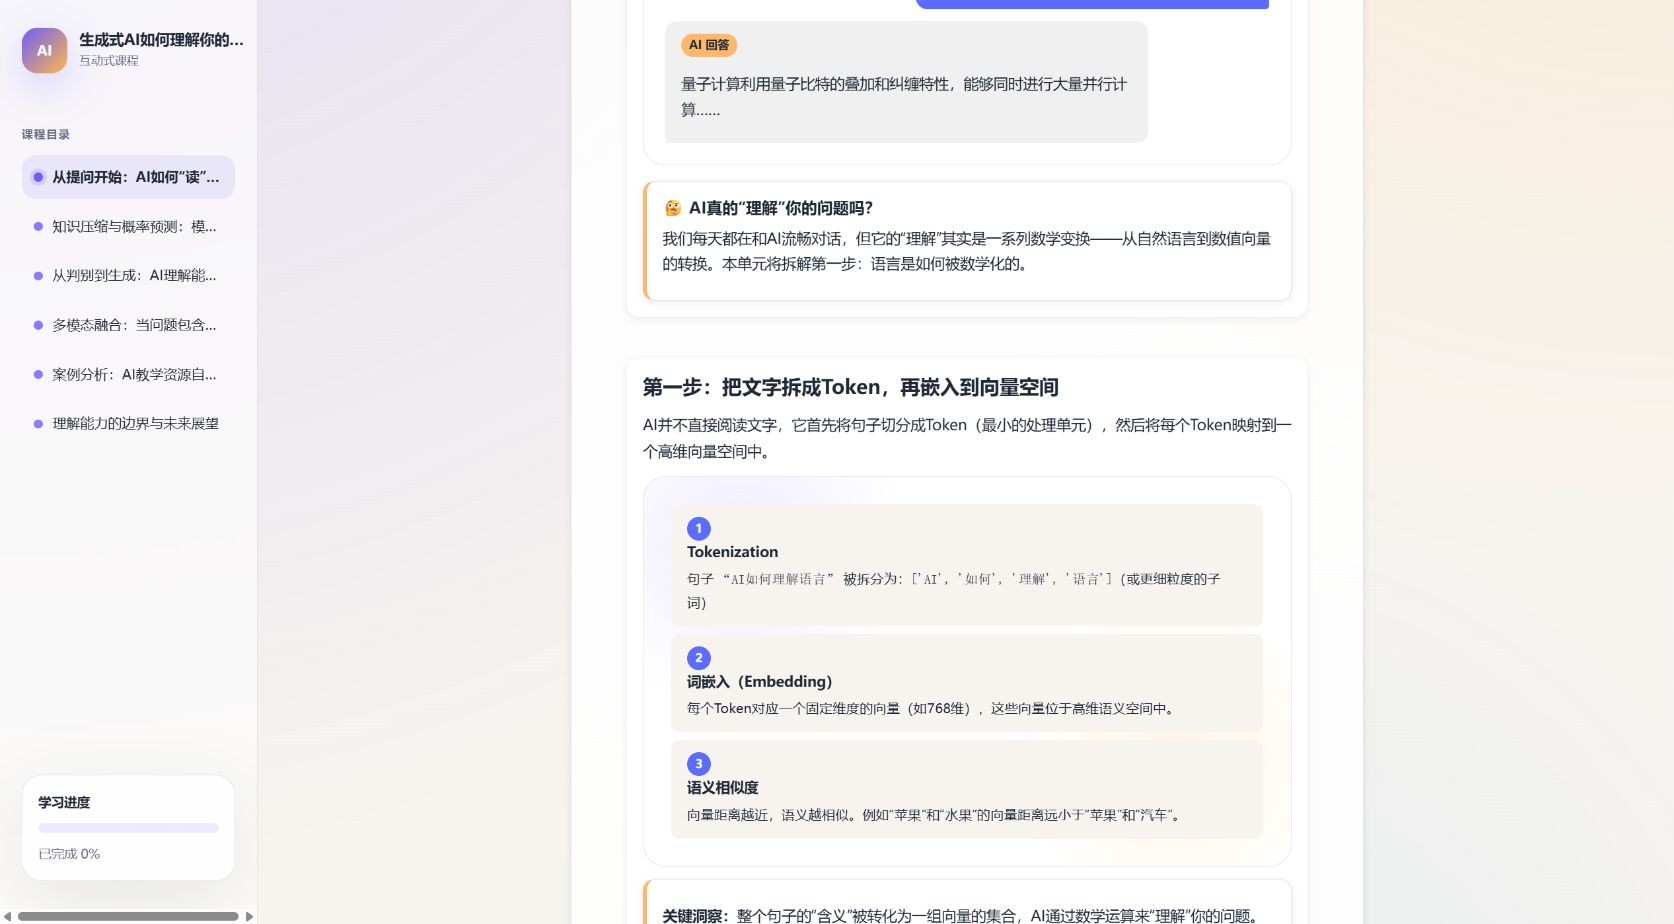 AI
生成式AI如何理解你的...
互动式课程
课程目录
从提问开始：AI如何“读”...
知识压缩与概率预测：模...
从判别到生成：AI理解能...
多模态融合：当问题包含...
案例分析：AI教学资源自...
理解能力的边界与未来展望
学习进度
已完成 0%
AI 回答
量子计算利用量子比特的叠加和纠缠特性，能够同时进行大量并行计
算……
🤔 AI真的“理解”你的问题吗？
我们每天都在和AI流畅对话，但它的“理解”其实是一系列数学变换——从自然语言到数值向量
的转换。本单元将拆解第一步：语言是如何被数学化的。
第一步：把文字拆成Token，再嵌入到向量空间
AI并不直接阅读文字，它首先将句子切分成Token（最小的处理单元），然后将每个Token映射到一
个高维向量空间中。
1
Tokenization
句子 “AI如何理解语言” 被拆分为：['AI', '如何', '理解', '语言']（或更细粒度的子
词）
2
词嵌入（Embedding）
每个Token对应一个固定维度的向量（如768维），这些向量位于高维语义空间中。
3
语义相似度
向量距离越近，语义越相似。例如“苹果”和“水果”的向量距离远小于“苹果”和“汽车”。
关键洞察：整个句子的“含义”被转化为一组向量的集合，AI通过数学运算来“理解”你的问题。